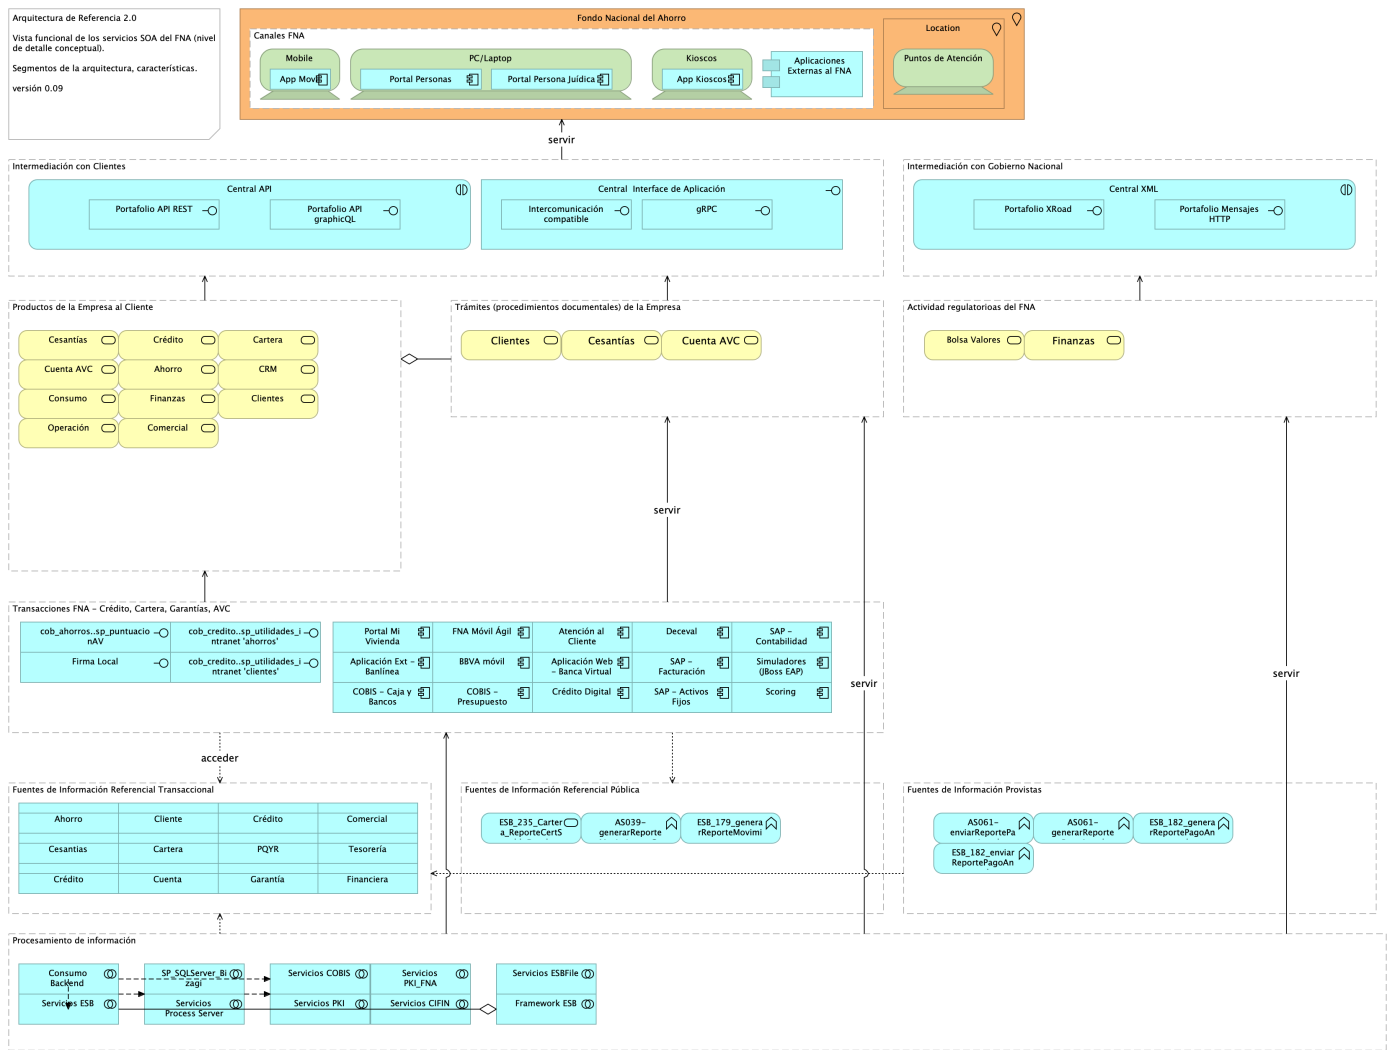 Arquitectura de Referencia 2.0
Vista funcional de los servicios SOA del FNA (nivel
de detalle conceptual).
Segmentos de la arquitectura, características.
versión 0.09
Fondo Nacional del Ahorro
Canales FNA
Mobile
App Movil
PC/Laptop
Portal Personas
Portal Persona Jurídica
Kioscos
App Kioscos
Aplicaciones
Externas al FNA
Location
Puntos de Atención
servir
Intermediación con Clientes
Central API
Portafolio API REST
Portafolio API
graphicQL
Central Interface de Aplicación
Intercomunicación
compatible
gRPC
Intermediación con Gobierno Nacional
Central XML
Portafolio XRoad
Portafolio Mensajes
HTTP
Productos de la Empresa al Cliente
Cesantías
Crédito
Cartera
Cuenta AVC
Ahorro
CRM
Consumo
Finanzas
Clientes
Operación
Comercial
Trámites (procedimientos documentales) de la Empresa
Clientes
Cesantías
Cuenta AVC
Actividad regulatorioas del FNA
Bolsa Valores
Finanzas
servir
servir
servir
Transacciones FNA - Crédito, Cartera, Garantías, AVC
cob_ahorros..sp_puntuacio
nAV
cob_credito..sp_utilidades_i
ntranet 'ahorros'
Firma Local
cob_credito..sp_utilidades_i
ntranet 'clientes'
Portal Mi
Vivienda
FNA Móvil Ágil
Atención al
Cliente
Deceval
SAP -
Contabilidad
Aplicación Ext -
Banlínea
BBVA móvil
Aplicación Web
- Banca Virtual
SAP -
Facturación
Simuladores
(JBoss EAP)
COBIS - Caja y
Bancos
COBIS -
Presupuesto
Crédito Digital
SAP - Activos
Fijos
Scoring
acceder
Fuentes de Información Referencial Transaccional
Ahorro
Cliente
Crédito
Comercial
Cesantias
Cartera
PQYR
Tesorería
Crédito
Cuenta
Garantía
Financiera
Fuentes de Información Referencial Pública
ESB_235_Carter
a_ReporteCertS
AS039-
generarReporte
ESB_179_genera
rReporteMovimi
Fuentes de Información Provistas
AS061-
enviarReportePa
AS061-
generarReporte
ESB_182_genera
rReportePagoAn
ESB_182_enviar
ReportePagoAn
Procesamiento de información
Consumo
Backend
Servicios ESB
SP_SQLServer_Bi
zagi
Servicios
Process Server
Servicios COBIS
Servicios
PKI_FNA
Servicios PKI
Servicios CIFIN
Servicios ESBFile
Framework ESB